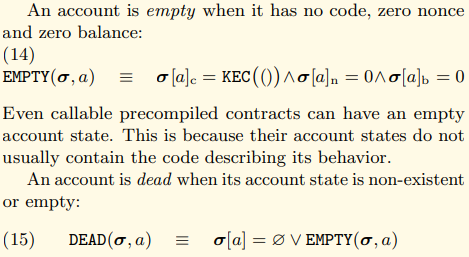 An account is empty when it has no code, zero nonce
and zero balance:
(14)
EMPTY(σ, a) ≡ σ[a]c = KEC(()) ∧ σ[a]n = 0 ∧ σ[a]b = 0
Even callable precompiled contracts can have an empty
account state. This is because their account states do not
usually contain the code describing its behavior.
An account is dead when its account state is non-existent
or empty:
(15) DEAD(σ, a) ≡ σ[a] = ∅ ∨ EMPTY(σ, a)